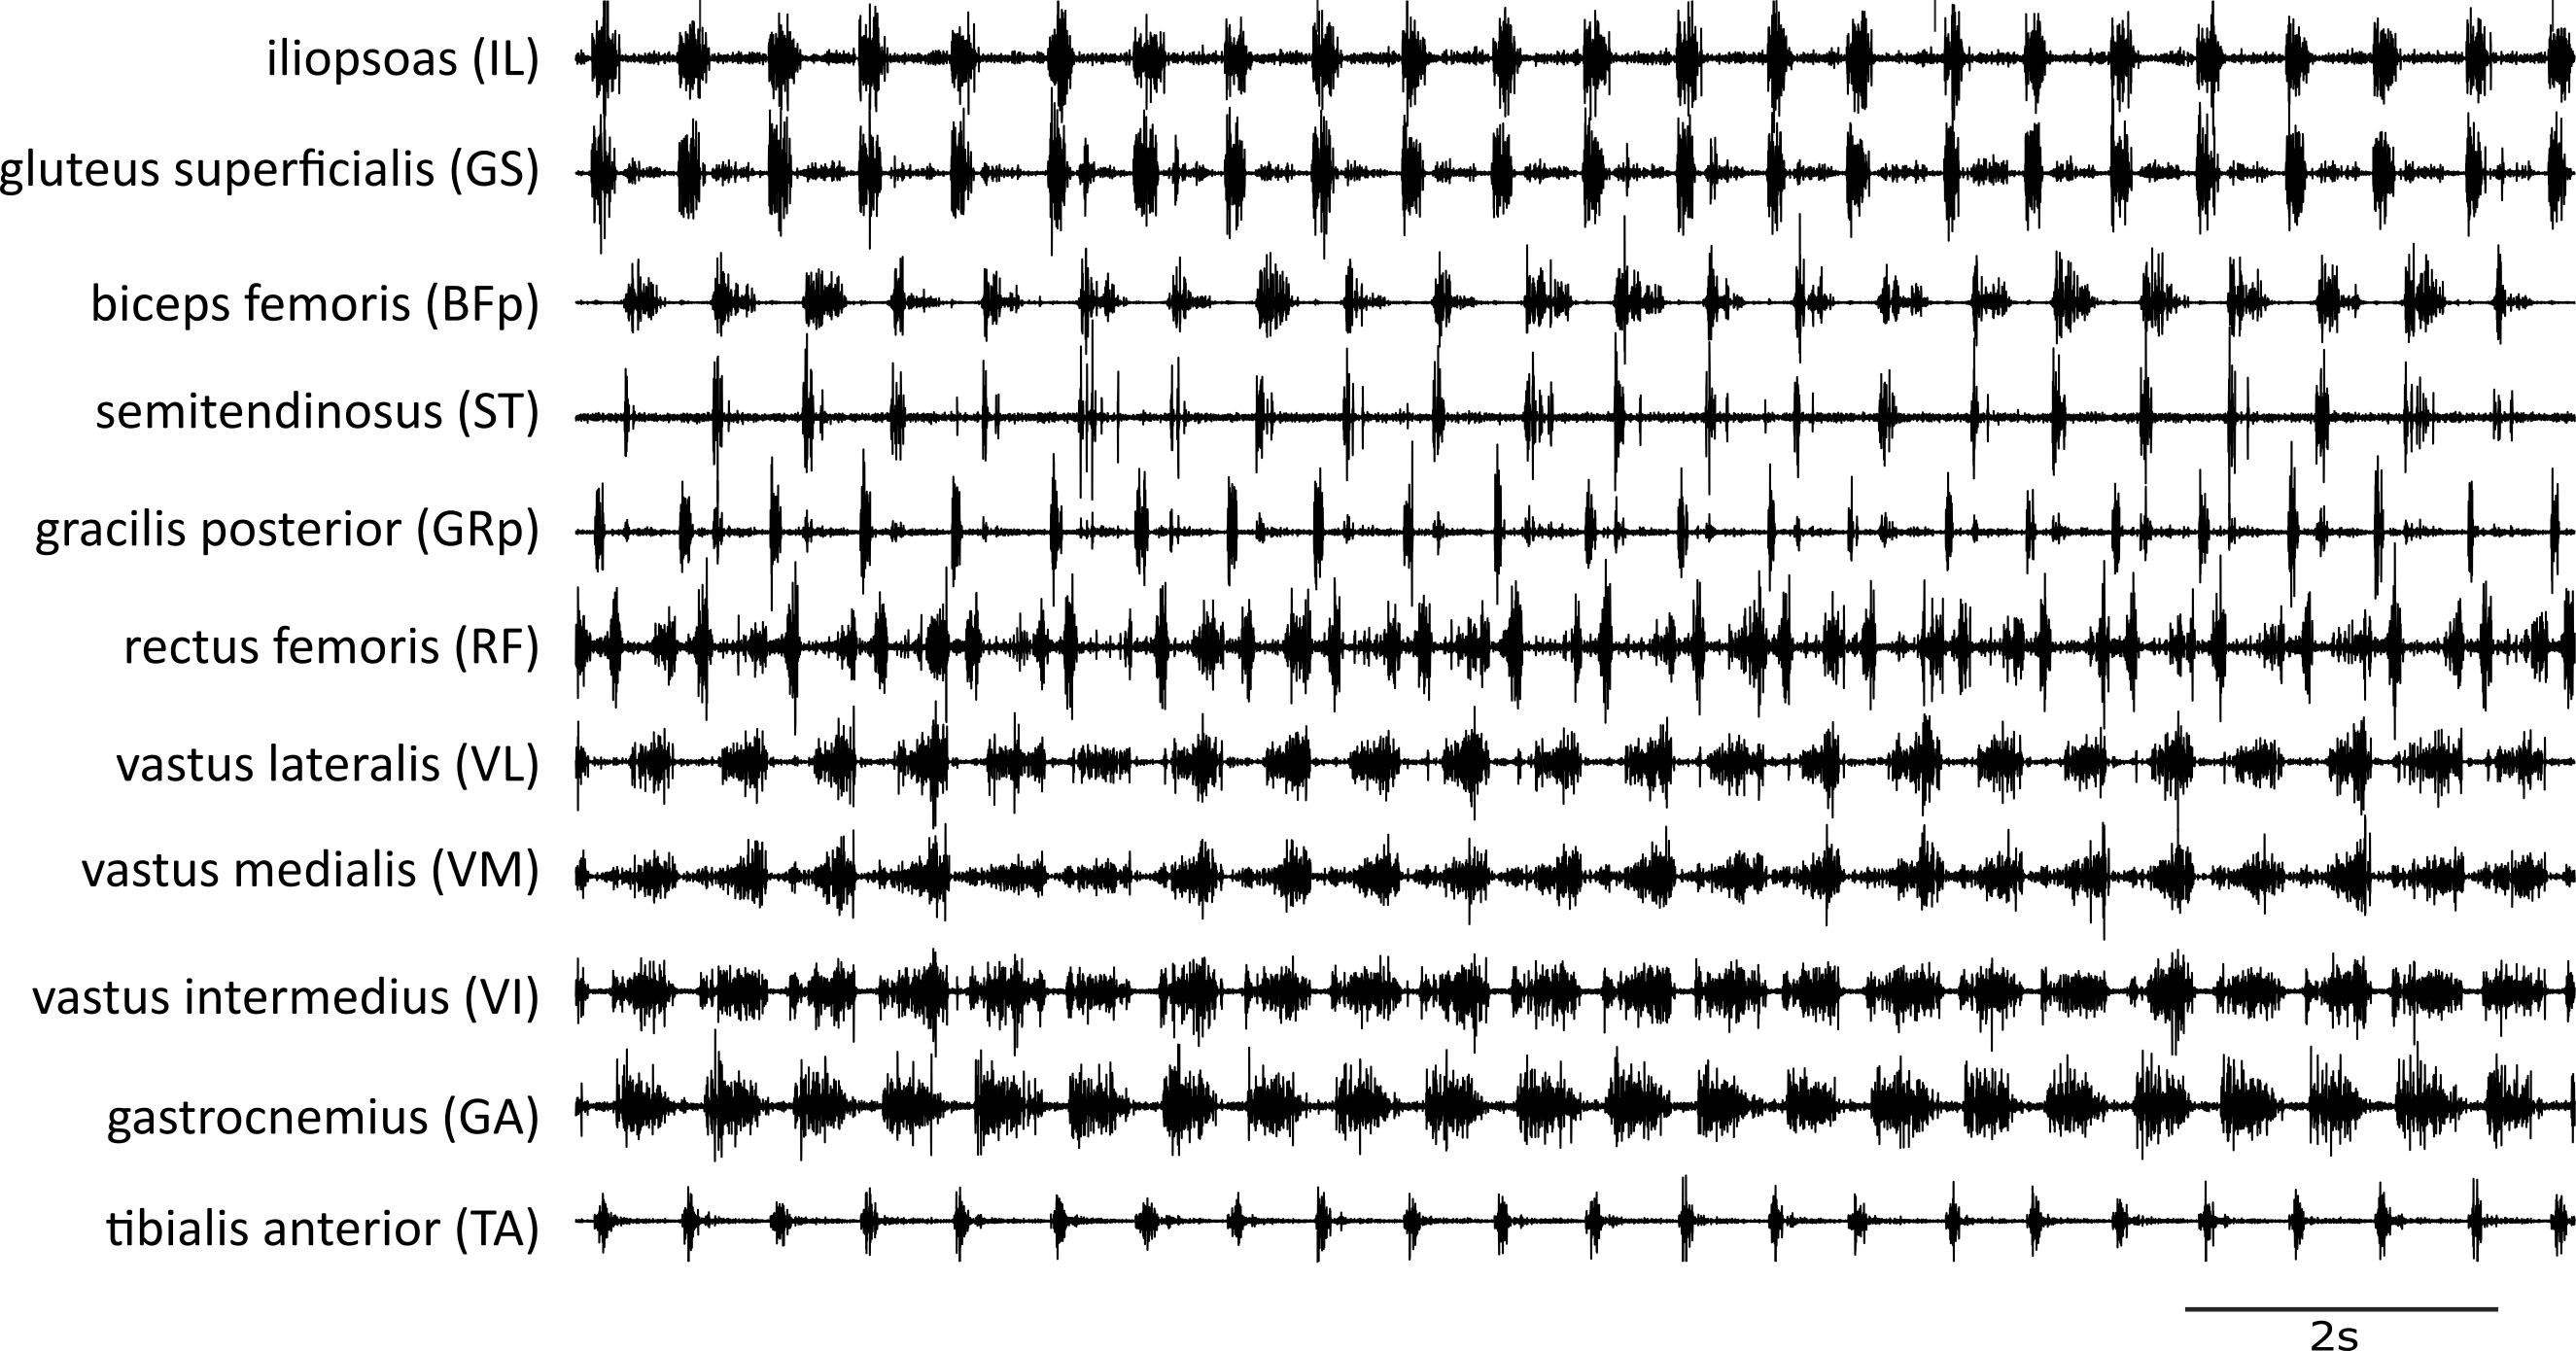 iliopsoas (IL)
gluteus superficialis (GS)
biceps femoris (BFp)
semitendinosus (ST)
gracilis posterior (GRp)
rectus femoris (RF)
vastus lateralis (VL)
vastus medialis (VM)
vastus intermedius (VI)
gastrocnemius (GA)
tibialis anterior (TA)
2s